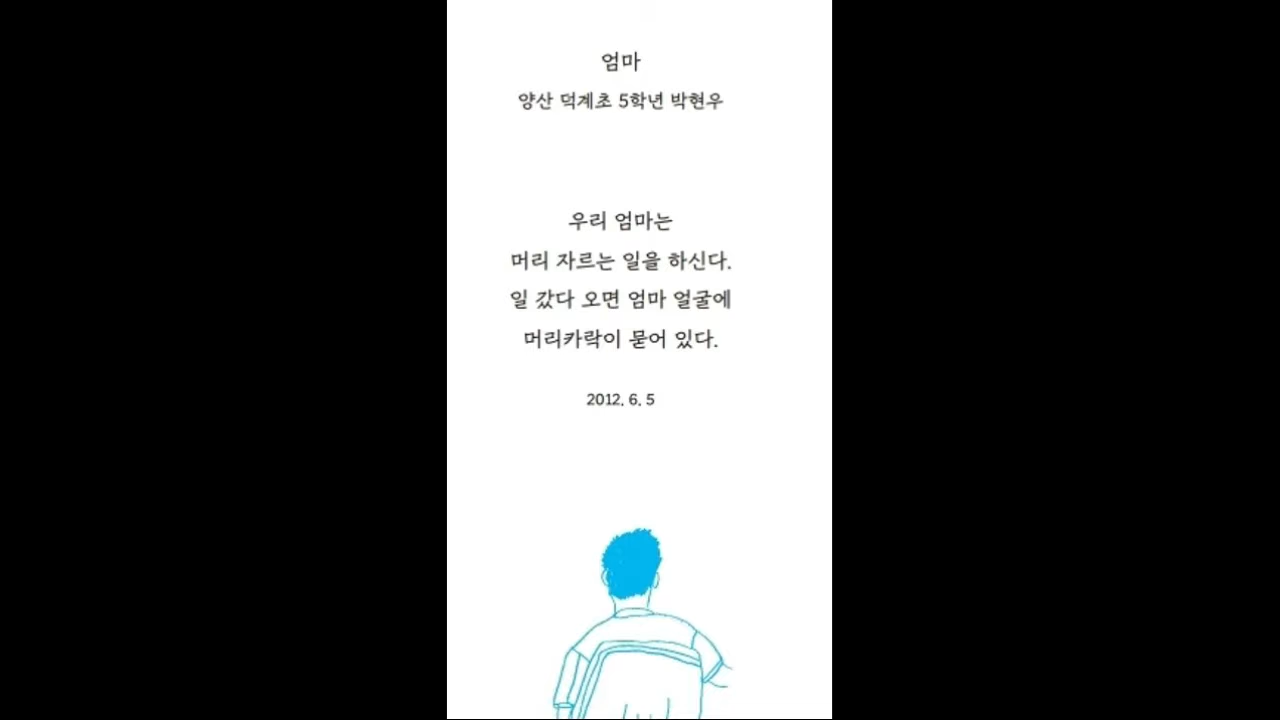 엄마
양산 덕계초 5학년 박현우
우리 엄마는
머리 자르는 일을 하신다.
일 갔다 오면 엄마 얼굴에
머리카락이 묻어 있다.
2012. 6. 5